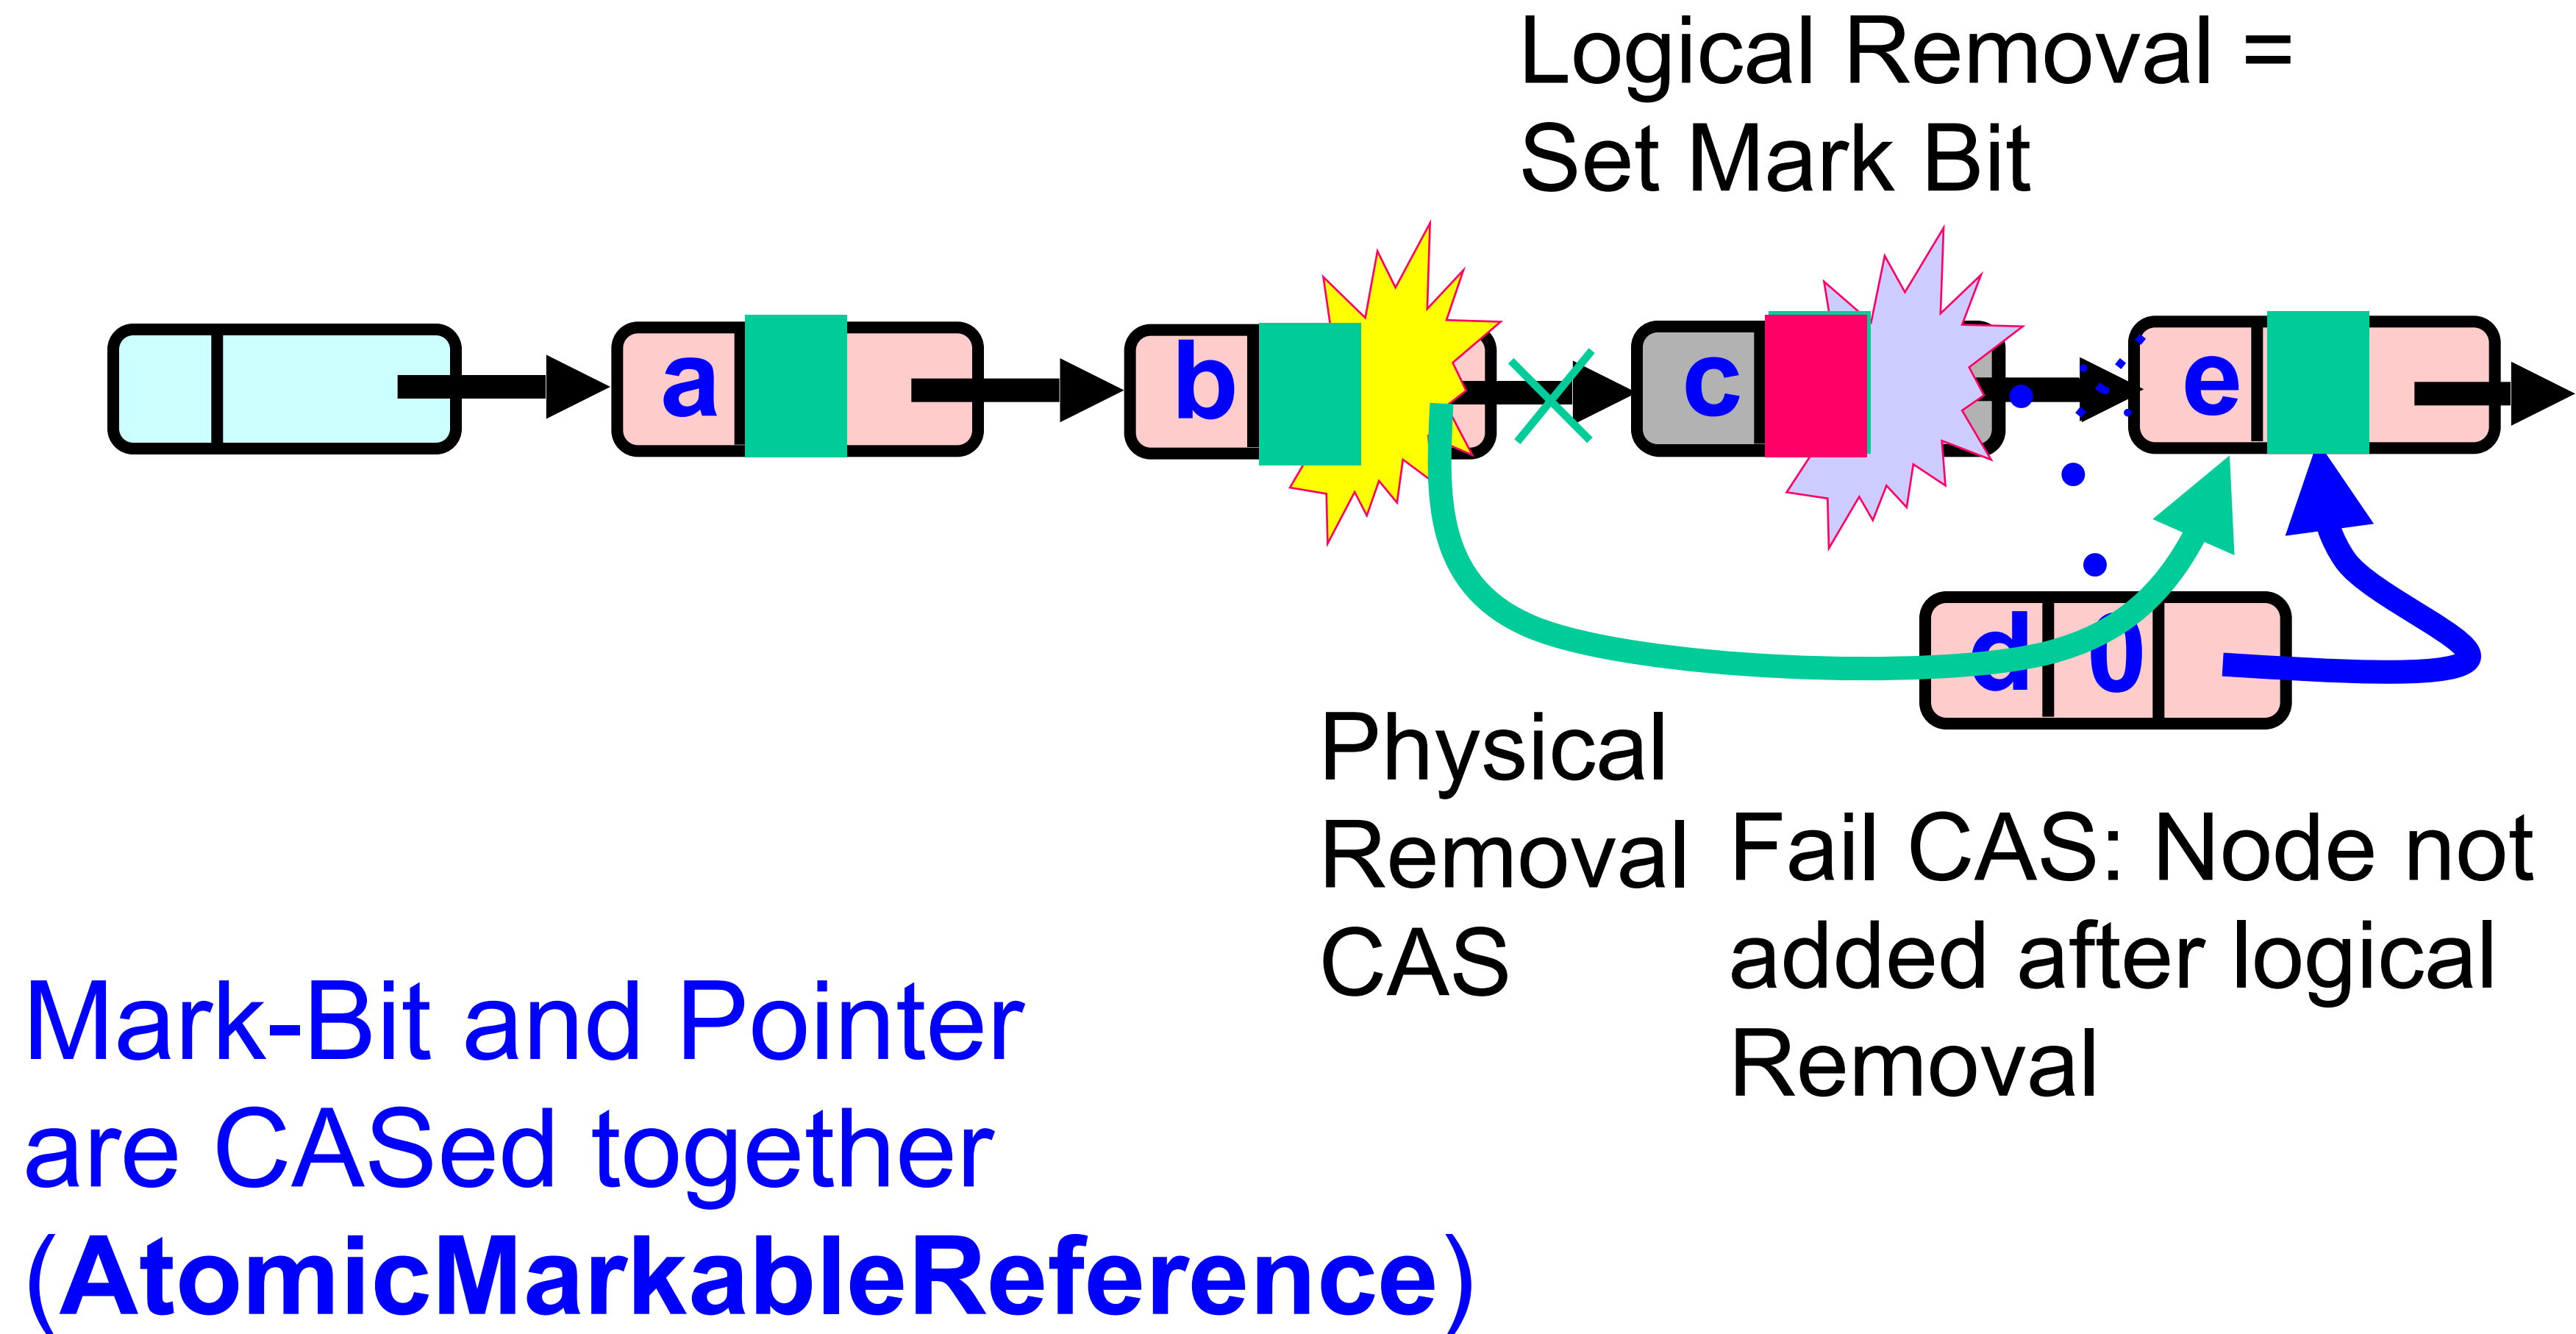 Logical Removal =
Set Mark Bit
a
b
c
e
d 0
Physical
Removal
CAS
Fail CAS: Node not
added after logical
Removal
Mark-Bit and Pointer
are CASed together
(AtomicMarkableReference)